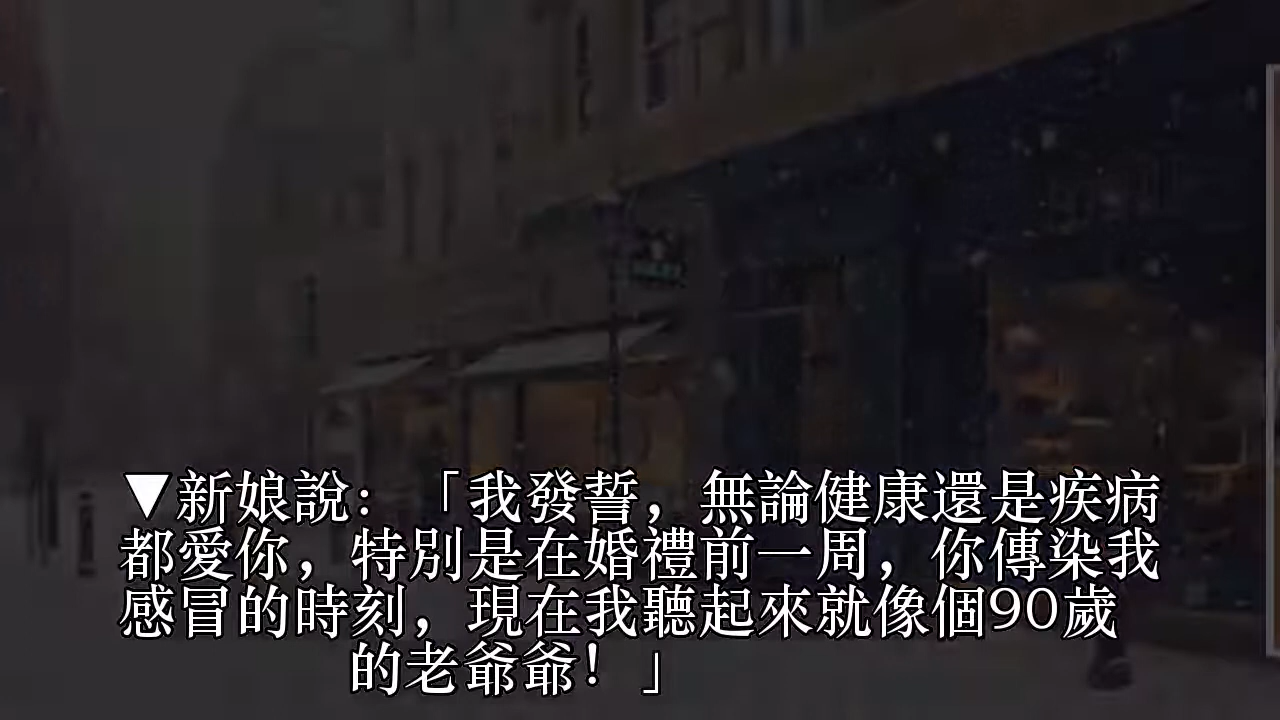 ▼新娘說：「我發誓，無論健康還是疾病
都愛你，特別是在婚禮前一周，你傳染我
感冒的時刻，現在我聽起來就像個90歲
的老爺爺！」